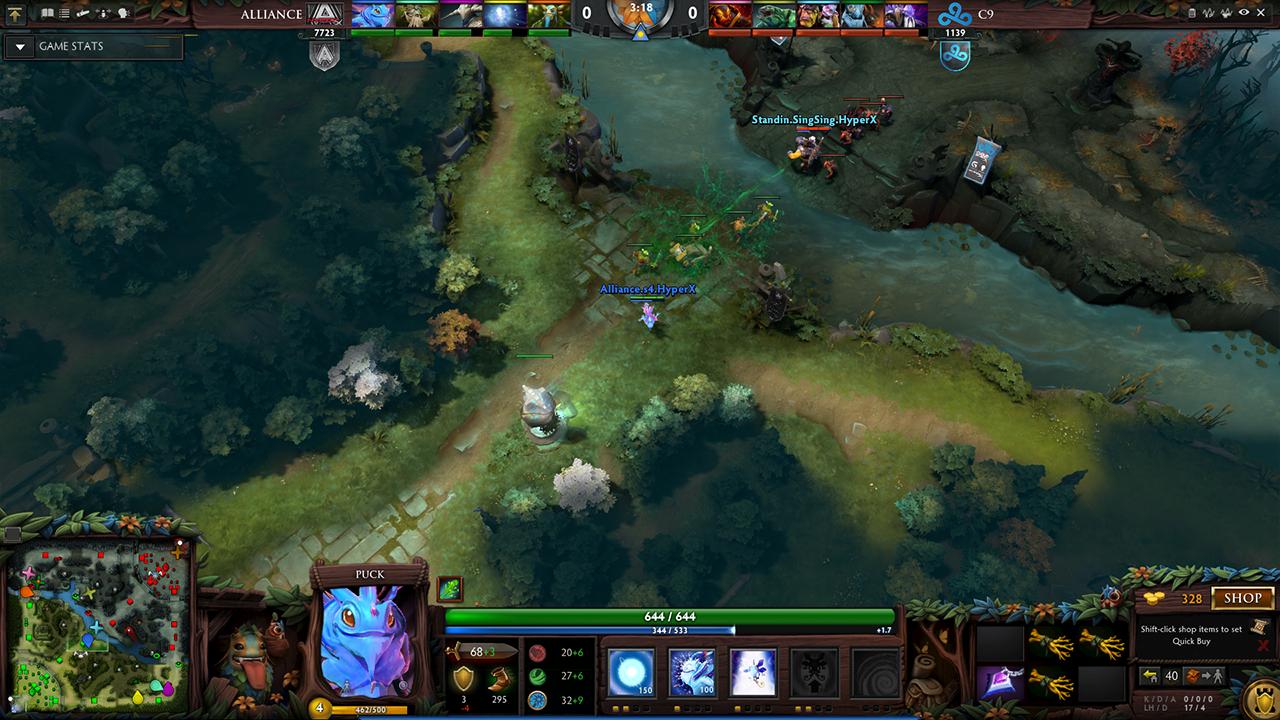 ALLIANCE 0 3:18 0 C9
7723 1139
GAME STATS
Standin.SingSing.HyperX
Alliance.s4.HyperX
PUCK
644 / 644
344 / 533 +1.7
68+3
3
-4
295
20+6
27+6
32+9
150
100
4 462/500
328 SHOP
Shift-click shop items to set
Quick Buy
40
K / D / A 0 / 0 / 0
LH / D 17 / 4